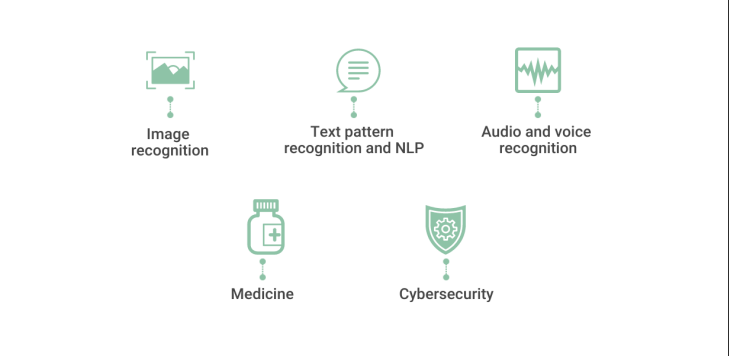 Image
recognition
Text pattern
recognition and NLP
Audio and voice
recognition
Medicine
Cybersecurity